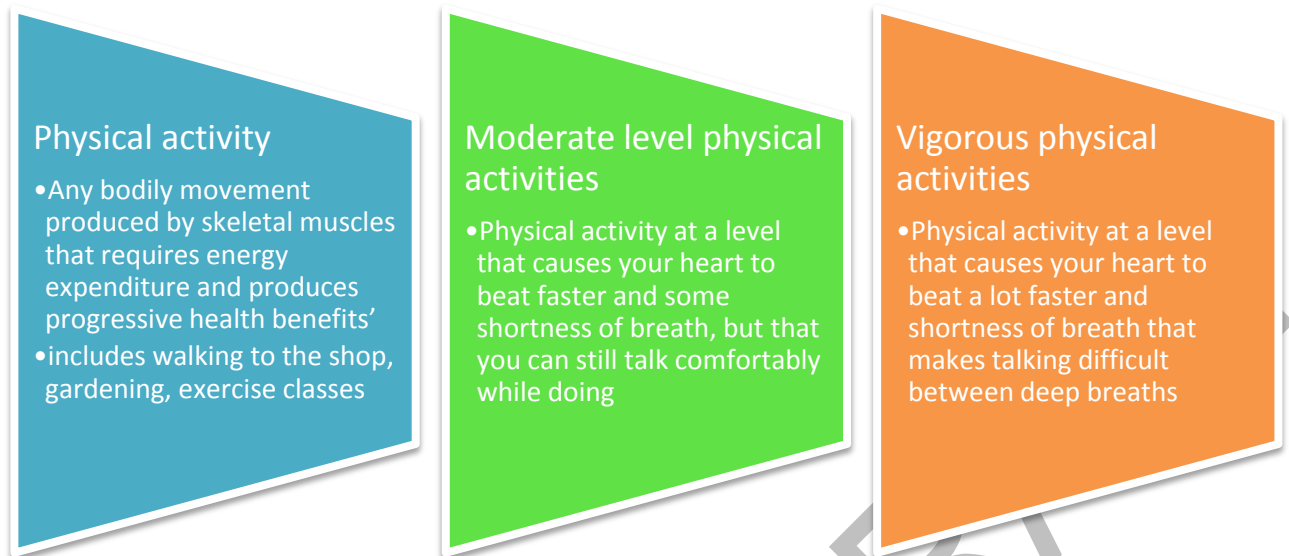 Physical activity
•Any bodily movement
produced by skeletal muscles
that requires energy
expenditure and produces
progressive health benefits’
•includes walking to the shop,
gardening, exercise classes
Moderate level physical
activities
•Physical activity at a level
that causes your heart to
beat faster and some
shortness of breath, but that
you can still talk comfortably
while doing
Vigorous physical
activities
•Physical activity at a level
that causes your heart to
beat a lot faster and
shortness of breath that
makes talking difficult
between deep breaths